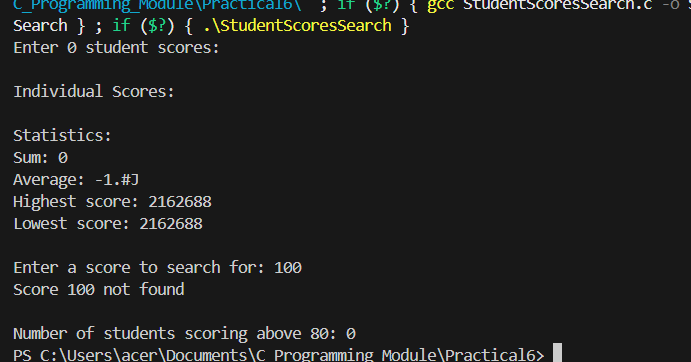 C_Programming_Module\Practical6\" ; if ($?) { gcc StudentScoresSearch.c -o
Search } ; if ($?) { .\StudentScoresSearch }
Enter 0 student scores:
Individual Scores:
Statistics:
Sum: 0
Average: -1.#J
Highest score: 2162688
Lowest score: 2162688
Enter a score to search for: 100
Score 100 not found
Number of students scoring above 80: 0
PS C:\Users\acer\Documents\C_Programming_Module\Practical6>